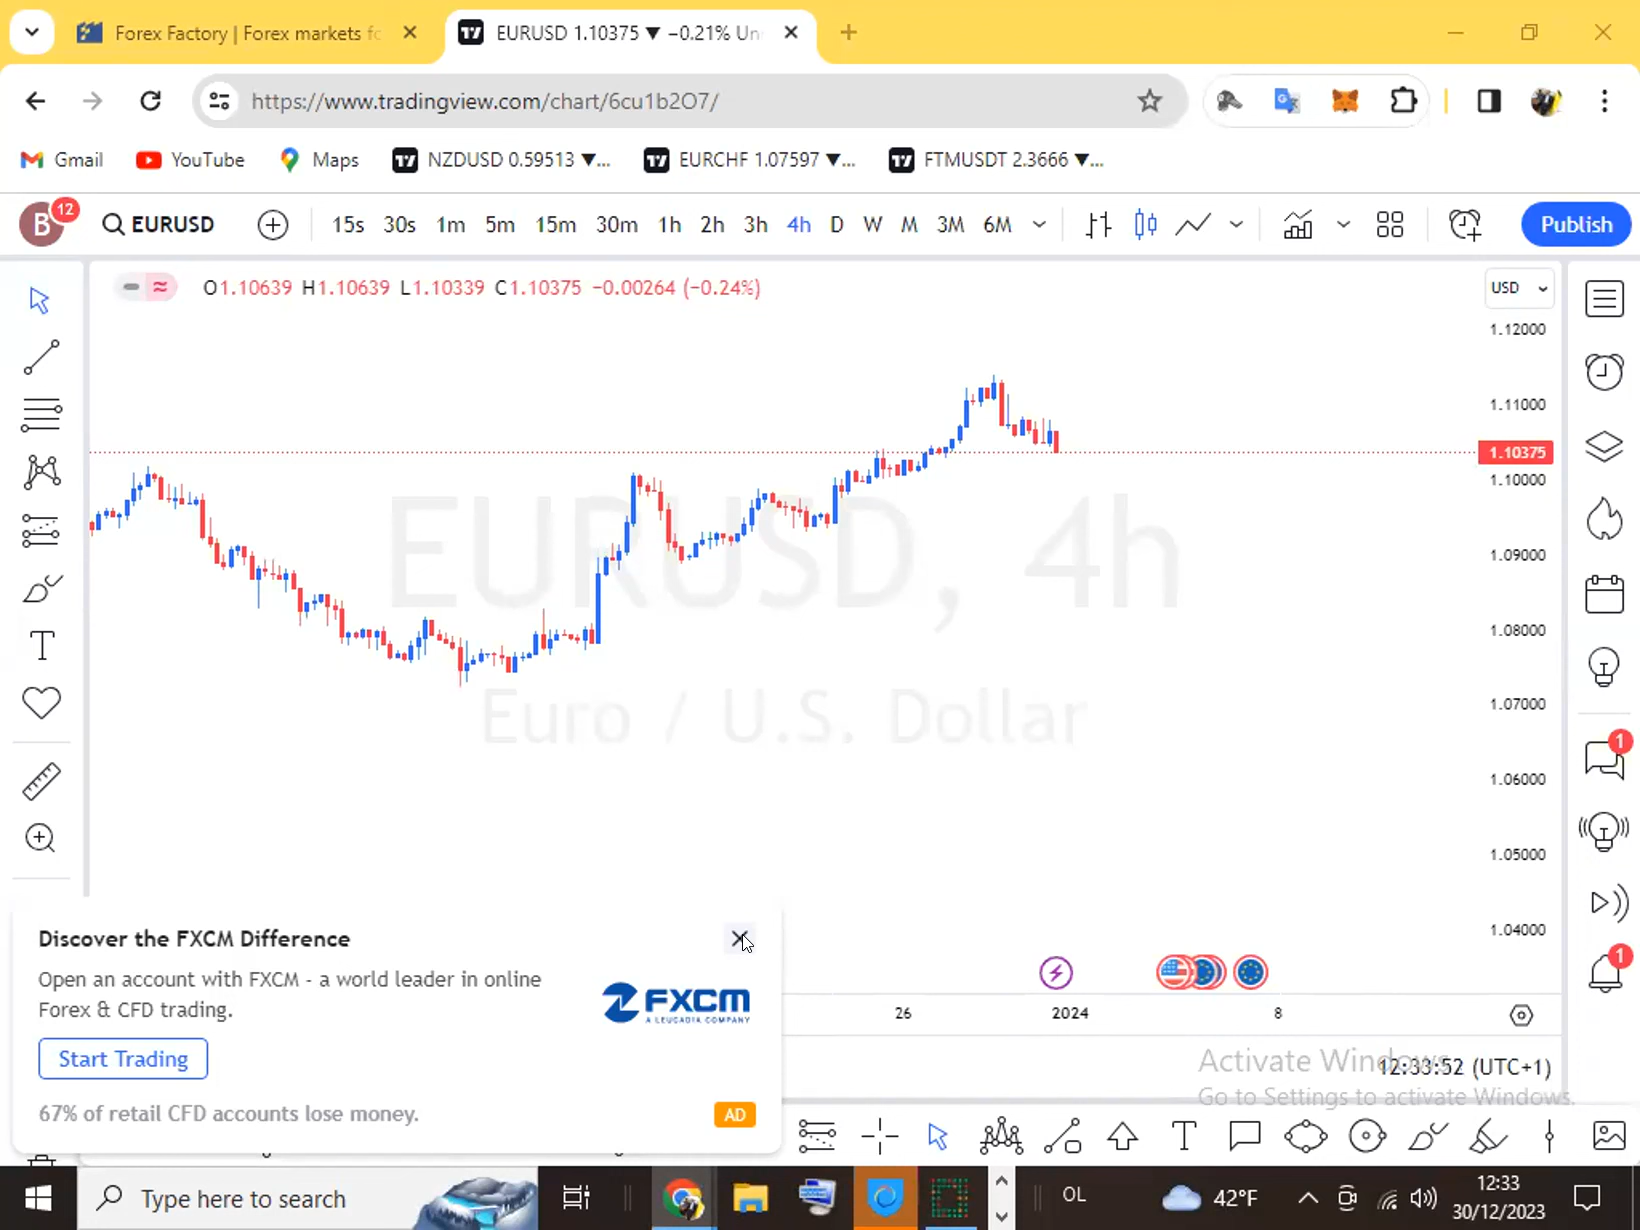 Forex Factory | Forex markets fo
EURUSD 1.10375 ▼ −0.21% Un
https://www.tradingview.com/chart/6cu1b2O7/
Gmail YouTube Maps NZDUSD 0.59513 ▼... EURCHF 1.07597 ▼... FTMUSDT 2.3666 ▼...
B 12 EURUSD 15s 30s 1m 5m 15m 30m 1h 2h 3h 4h D W M 3M 6M Publish
O1.10639 H1.10639 L1.10339 C1.10375 −0.00264 (−0.24%)
USD
1.12000
1.11000
1.10375
1.10000
1.09000
1.08000
1.07000
1.06000
1.05000
1.04000
EURUSD, 4h
Euro / U.S. Dollar
1
1
Discover the FXCM Difference
Open an account with FXCM - a world leader in online
Forex & CFD trading.
FXCM
A LEUCADIA COMPANY
Start Trading
67% of retail CFD accounts lose money.
AD
26 2024 8
Activate Windows
12:33:52 (UTC+1)
Go to Settings to activate Windows.
Type here to search
OL
42°F
12:33
30/12/2023